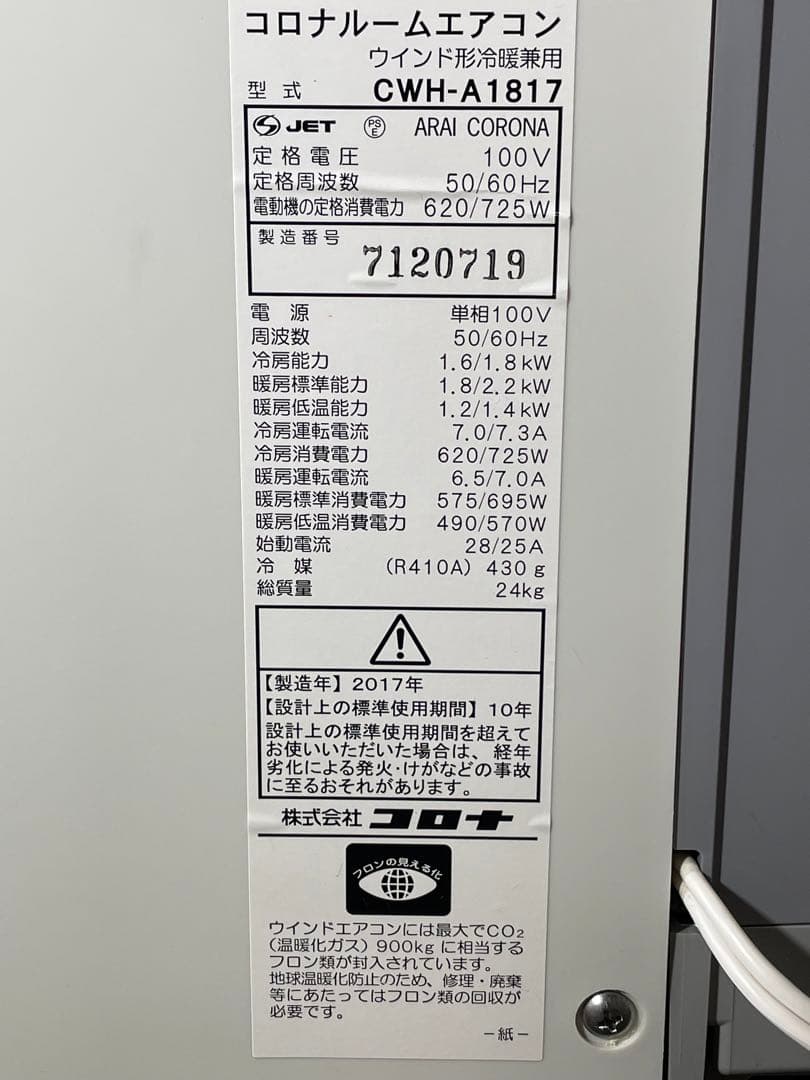 コロナルームエアコン
ウインド形冷暖兼用
型式 CWH-A1817
JET PSE ARAI CORONA
定格電圧 100V
定格周波数 50/60Hz
電動機の定格消費電力 620/725W
製造番号 7120719
電源 単相100V
周波数 50/60Hz
冷房能力 1.6/1.8kW
暖房標準能力 1.8/2.2kW
暖房低温能力 1.2/1.4kW
冷房運転電流 7.0/7.3A
冷房消費電力 620/725W
暖房運転電流 6.5/7.0A
暖房標準消費電力 575/695W
暖房低温消費電力 490/570W
始動電流 28/25A
冷媒 (R410A) 430g
総質量 24kg
【製造年】2017年
【設計上の標準使用期間】10年
設計上の標準使用期間を超えて
お使いいただいた場合は、経年
劣化による発火・けがなどの事故
に至るおそれがあります。
株式会社 コロナ
フロンの見える化
ウインドエアコンには最大でCO₂
(温暖化ガス)900kgに相当する
フロン類が封入されています。
地球温暖化防止のため、修理・廃棄
等にあたってはフロン類の回収が
必要です。
－紙－